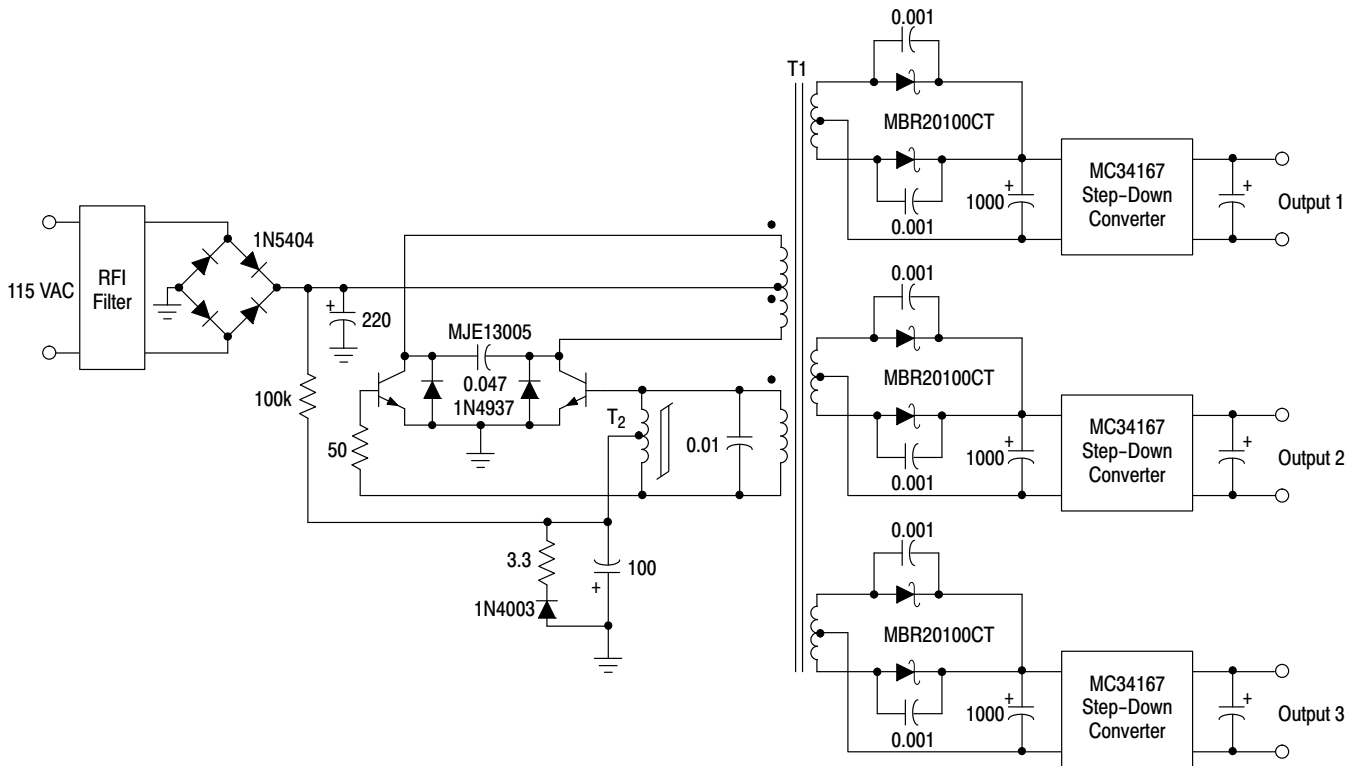 0.001
T1
MBR20100CT
MC34167
Step-Down
Converter
+
1000
+
Output 1
0.001
1N5404
RFI
Filter
115 VAC
+
220
MJE13005
0.047
1N4937
100k
50
T2
0.01
3.3
100
+
1N4003
0.001
MBR20100CT
MC34167
Step-Down
Converter
+
1000
+
Output 2
0.001
0.001
MBR20100CT
MC34167
Step-Down
Converter
+
1000
+
Output 3
0.001